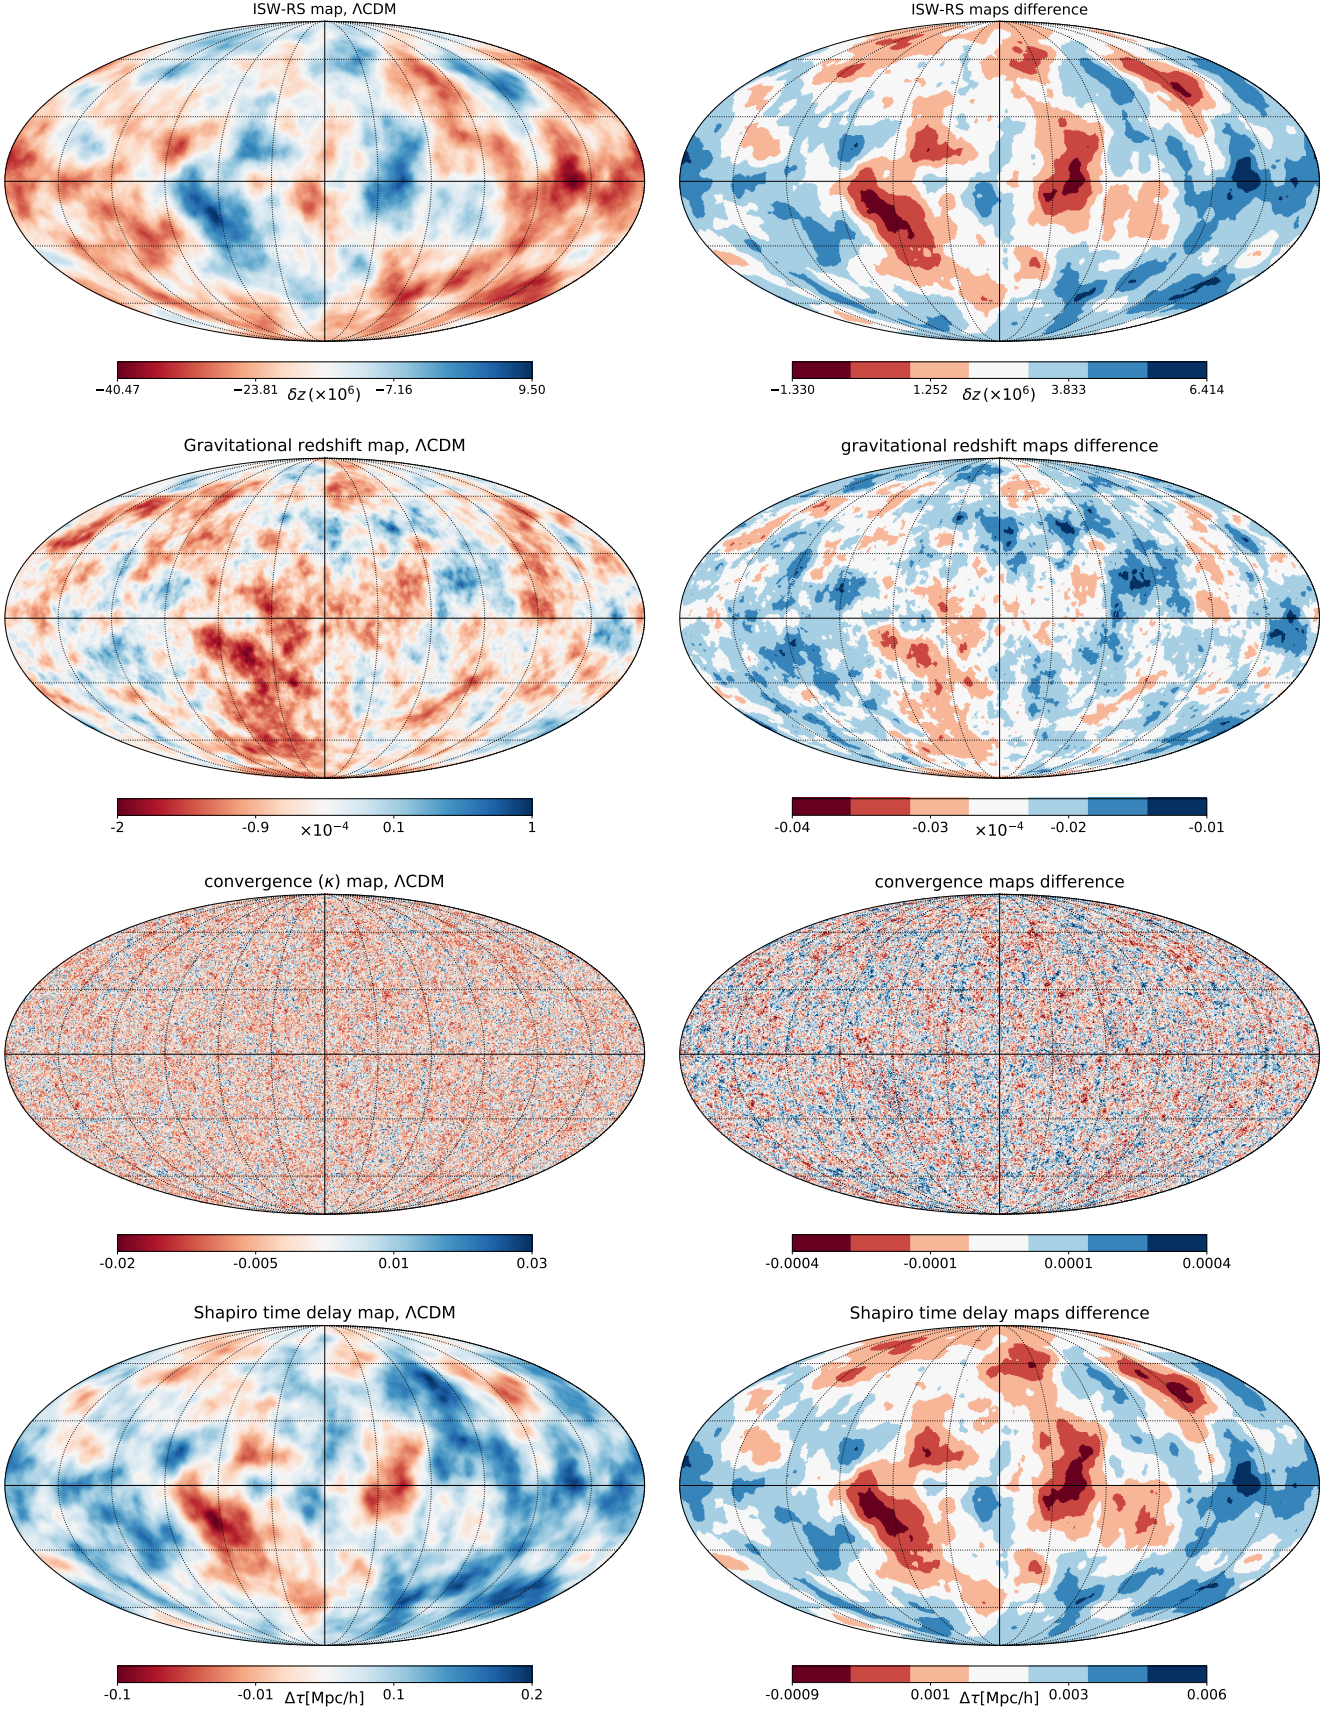 ISW-RS map, ΛCDM
ISW-RS maps difference
−40.47 −23.81 −7.16 9.50
δz (×10⁶)
−1.330 1.252 3.833 6.414
δz (×10⁶)
Gravitational redshift map, ΛCDM
gravitational redshift maps difference
-2 -0.9 ×10⁻⁴ 0.1 1
-0.04 -0.03 ×10⁻⁴ -0.02 -0.01
convergence (κ) map, ΛCDM
convergence maps difference
-0.02 -0.005 0.01 0.03
-0.0004 -0.0001 0.0001 0.0004
Shapiro time delay map, ΛCDM
Shapiro time delay maps difference
-0.1 -0.01 Δτ[Mpc/h] 0.1 0.2
-0.0009 0.001 Δτ[Mpc/h] 0.003 0.006